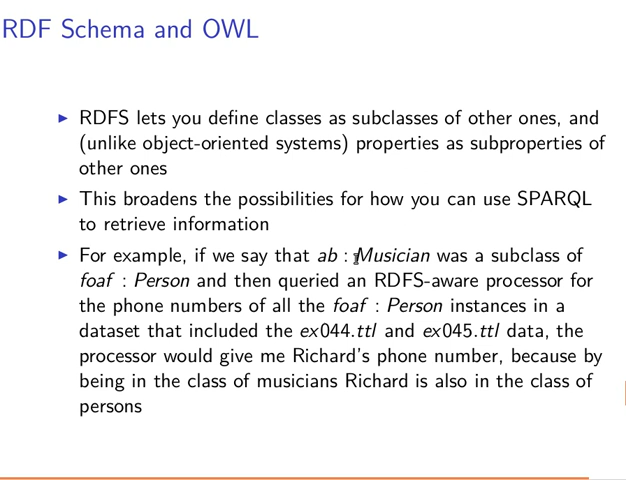 RDF Schema and OWL
▶ RDFS lets you define classes as subclasses of other ones, and
(unlike object-oriented systems) properties as subproperties of
other ones
▶ This broadens the possibilities for how you can use SPARQL
to retrieve information
▶ For example, if we say that ab : Musician was a subclass of
foaf : Person and then queried an RDFS-aware processor for
the phone numbers of all the foaf : Person instances in a
dataset that included the ex044.ttl and ex045.ttl data, the
processor would give me Richard's phone number, because by
being in the class of musicians Richard is also in the class of
persons